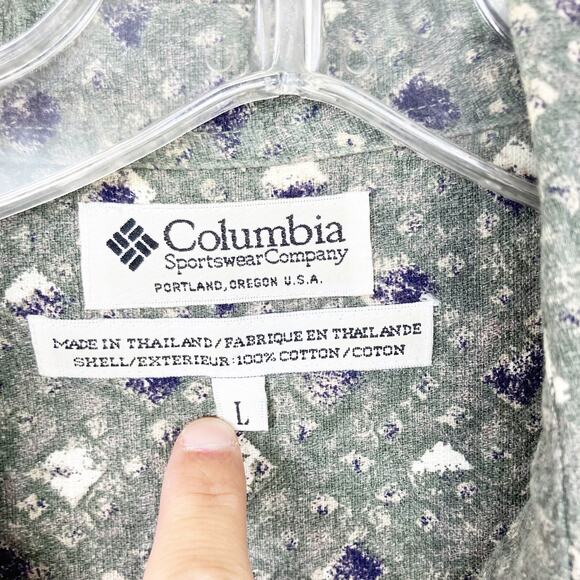 Columbia
Sportswear Company
PORTLAND, OREGON U.S.A.
MADE IN THAILAND/FABRIQUE EN THAILANDE
SHELL/EXTERIEUR:100% COTTON/COTON
L